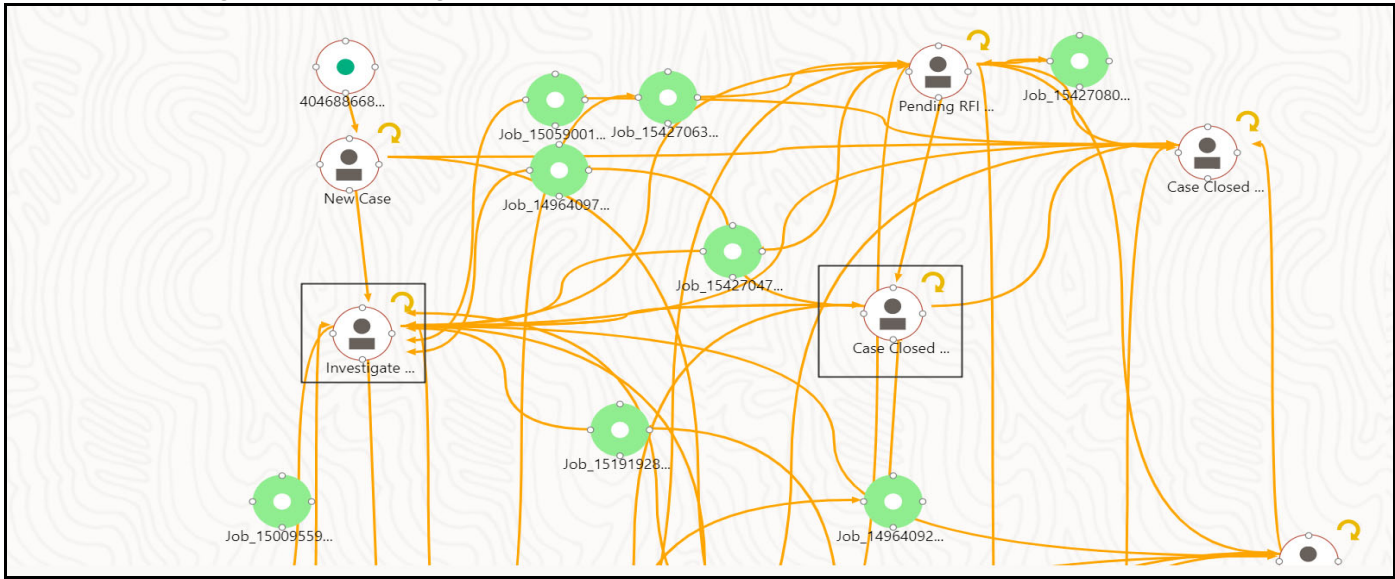 404688668...
New Case
Job_15059001...
Job_15427063...
Job_14964097...
Pending RFI ...
Job_15427080...
Case Closed ...
Job_15427047...
Investigate ...
Case Closed ...
Job_15191928...
Job_15009559...
Job_14964092...